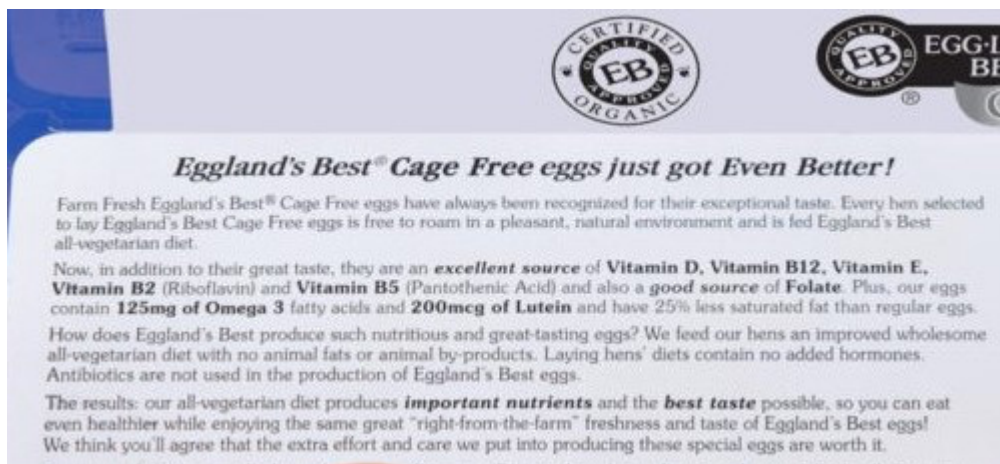 CERTIFIED
QUALITY
EB
APPROVED
ORGANIC
QUALITY
EB
APPROVED
®
EGG·L
BE
Eggland's Best® Cage Free eggs just got Even Better!
Farm Fresh Eggland's Best® Cage Free eggs have always been recognized for their exceptional taste. Every hen selected
to lay Eggland's Best Cage Free eggs is free to roam in a pleasant, natural environment and is fed Eggland's Best
all-vegetarian diet.
Now, in addition to their great taste, they are an excellent source of Vitamin D, Vitamin B12, Vitamin E,
Vitamin B2 (Riboflavin) and Vitamin B5 (Pantothenic Acid) and also a good source of Folate. Plus, our eggs
contain 125mg of Omega 3 fatty acids and 200mcg of Lutein and have 25% less saturated fat than regular eggs.
How does Eggland's Best produce such nutritious and great-tasting eggs? We feed our hens an improved wholesome
all-vegetarian diet with no animal fats or animal by-products. Laying hens' diets contain no added hormones.
Antibiotics are not used in the production of Eggland's Best eggs.
The results: our all-vegetarian diet produces important nutrients and the best taste possible, so you can eat
even healthier while enjoying the same great "right-from-the-farm" freshness and taste of Eggland's Best eggs!
We think you'll agree that the extra effort and care we put into producing these special eggs are worth it.